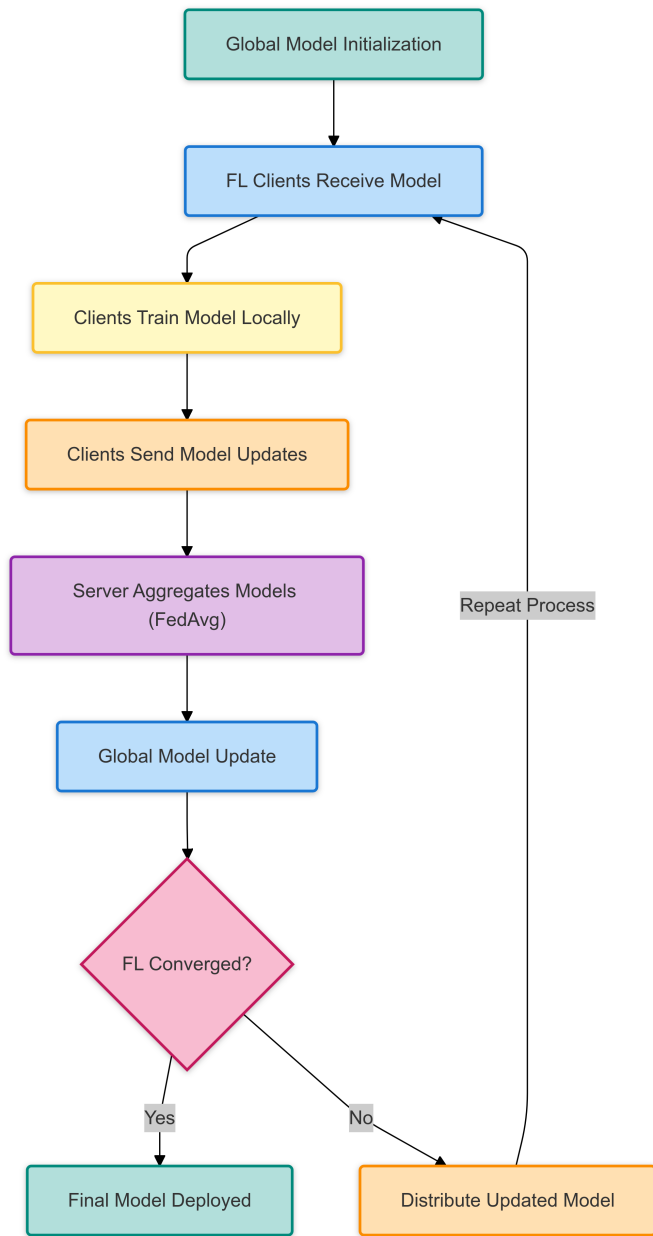 Global Model Initialization
FL Clients Receive Model
Clients Train Model Locally
Clients Send Model Updates
Server Aggregates Models
(FedAvg)
Repeat Process
Global Model Update
FL Converged?
Yes
No
Final Model Deployed
Distribute Updated Model